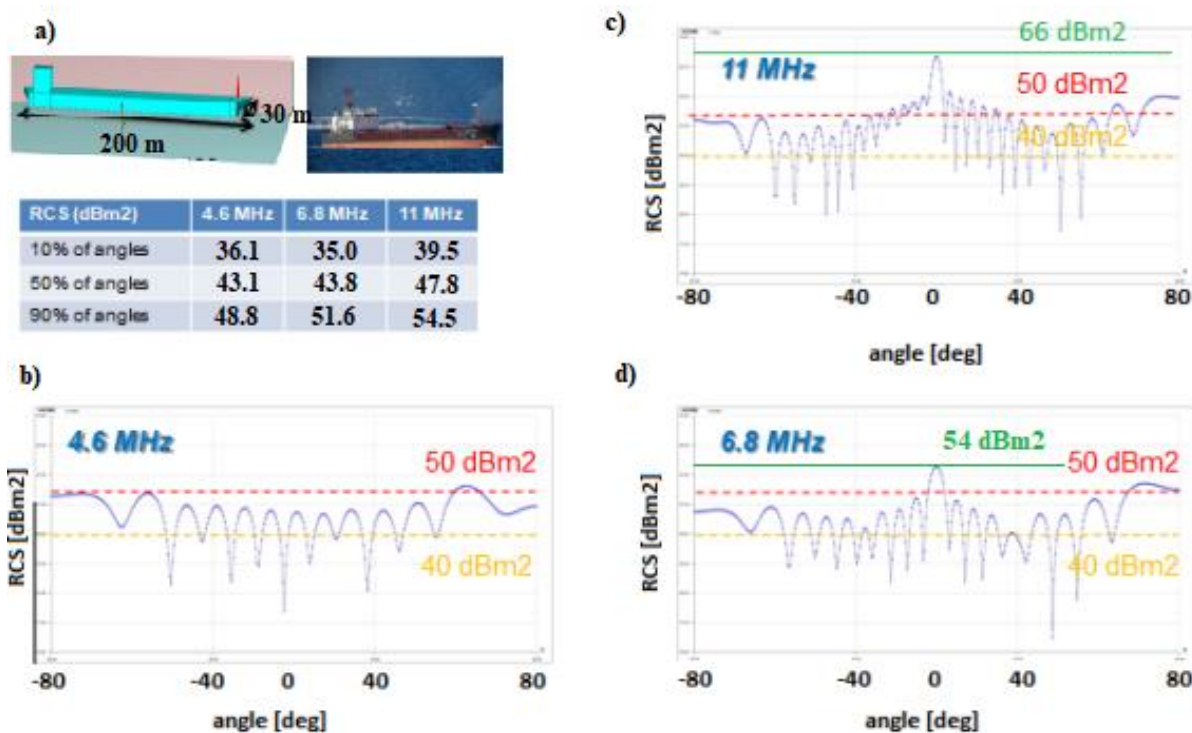 a)
30 m
200 m
RCS (dBm2) 4.6 MHz 6.8 MHz 11 MHz
10% of angles 36.1 35.0 39.5
50% of angles 43.1 43.8 47.8
90% of angles 48.8 51.6 54.5
b)
4.6 MHz
50 dBm2
40 dBm2
RCS [dBm2]
-80 -40 0 40 80
angle [deg]
c)
66 dBm2
11 MHz
50 dBm2
40 dBm2
RCS [dBm2]
-80 -40 0 40 80
angle [deg]
d)
6.8 MHz
54 dBm2
50 dBm2
40 dBm2
RCS [dBm2]
-80 -40 0 40 80
angle [deg]